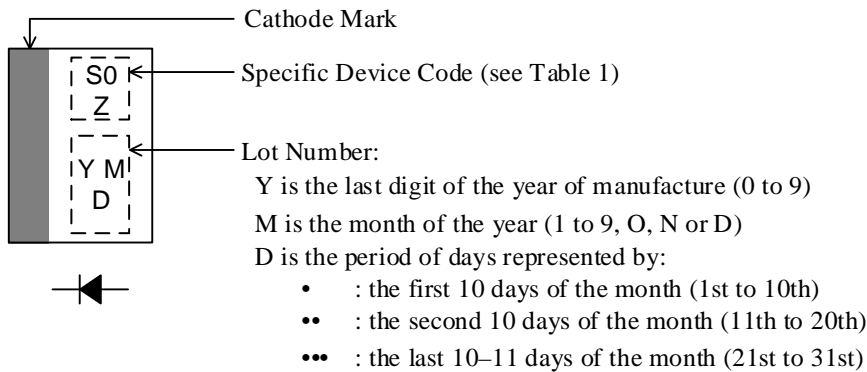 Cathode Mark
S0
Z
Specific Device Code (see Table 1)
Y M
D
Lot Number:
Y is the last digit of the year of manufacture (0 to 9)
M is the month of the year (1 to 9, O, N or D)
D is the period of days represented by:
• : the first 10 days of the month (1st to 10th)
•• : the second 10 days of the month (11th to 20th)
••• : the last 10–11 days of the month (21st to 31st)